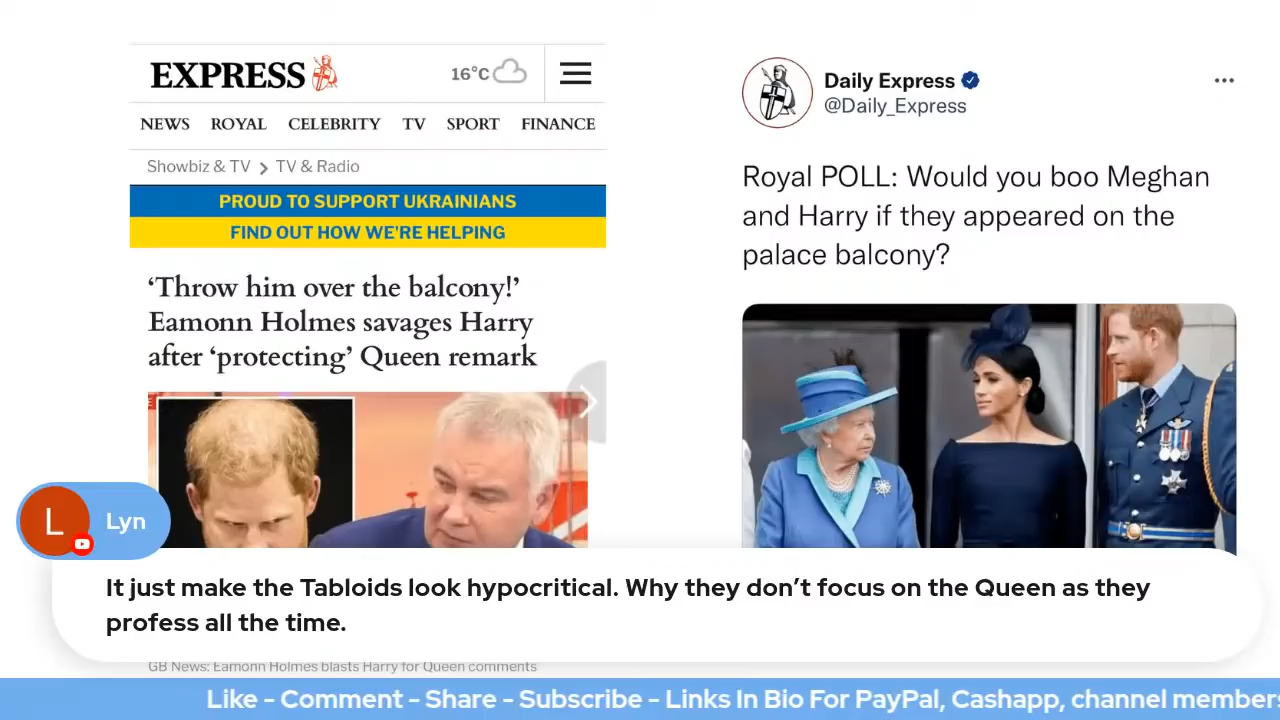 EXPRESS
16°C
NEWS ROYAL CELEBRITY TV SPORT FINANCE
Showbiz & TV > TV & Radio
PROUD TO SUPPORT UKRAINIANS
FIND OUT HOW WE'RE HELPING
‘Throw him over the balcony!’
Eamonn Holmes savages Harry
after ‘protecting’ Queen remark
Daily Express
@Daily_Express
Royal POLL: Would you boo Meghan
and Harry if they appeared on the
palace balcony?
L
Lyn
It just make the Tabloids look hypocritical. Why they don’t focus on the Queen as they
profess all the time.
GB News: Eamonn Holmes blasts Harry for Queen comments
Like - Comment - Share - Subscribe - Links In Bio For PayPal, Cashapp, channel members